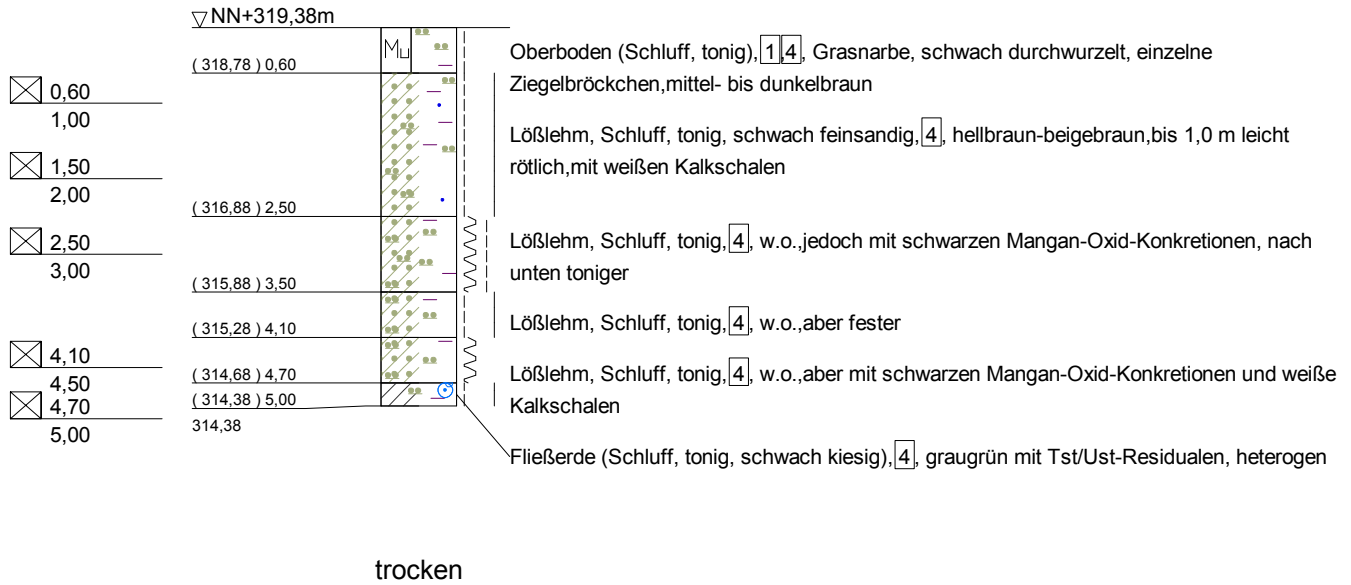 NN+319,38m
Mu
Oberboden (Schluff, tonig), 1, 4, Grasnarbe, schwach durchwurzelt, einzelne
Ziegelbröckchen,mittel- bis dunkelbraun
( 318,78 ) 0,60
0,60
1,00
Lößlehm, Schluff, tonig, schwach feinsandig, 4, hellbraun-beigebraun,bis 1,0 m leicht
rötlich,mit weißen Kalkschalen
1,50
2,00
( 316,88 ) 2,50
2,50
3,00
Lößlehm, Schluff, tonig, 4, w.o.,jedoch mit schwarzen Mangan-Oxid-Konkretionen, nach
unten toniger
( 315,88 ) 3,50
Lößlehm, Schluff, tonig, 4, w.o.,aber fester
( 315,28 ) 4,10
4,10
4,50
Lößlehm, Schluff, tonig, 4, w.o.,aber mit schwarzen Mangan-Oxid-Konkretionen und weiße
Kalkschalen
( 314,68 ) 4,70
4,70
5,00
( 314,38 ) 5,00
314,38
Fließerde (Schluff, tonig, schwach kiesig), 4, graugrün mit Tst/Ust-Residualen, heterogen
trocken